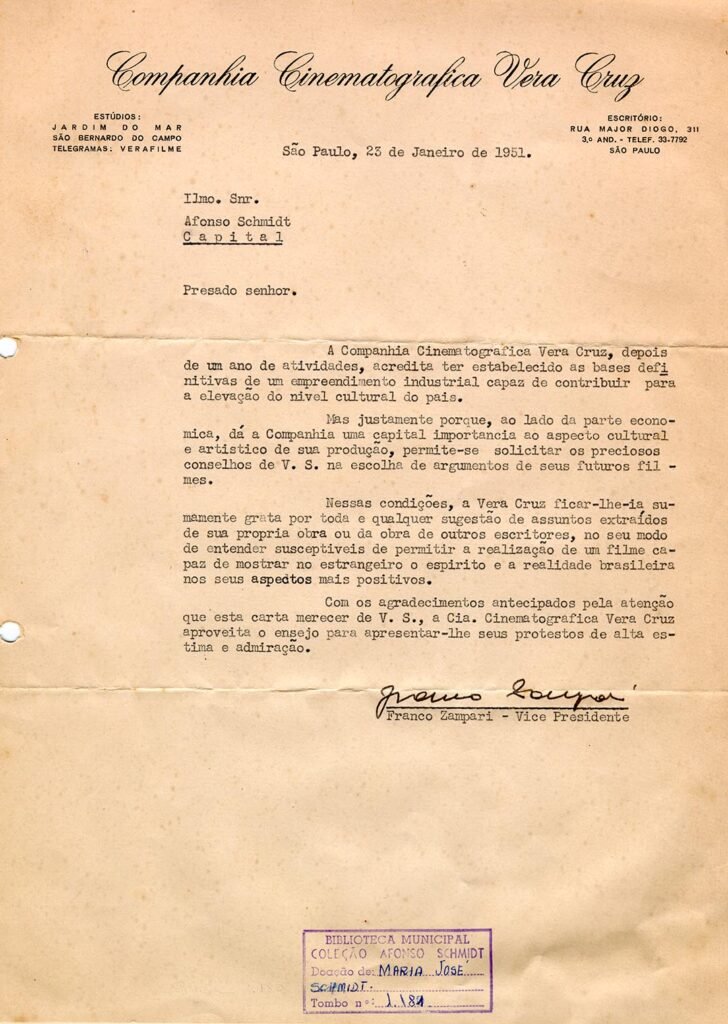 Companhia Cinematografica Vera Cruz
ESTÚDIOS:
JARDIM DO MAR
SÃO BERNARDO DO CAMPO
TELEGRAMAS: VERAFILME
ESCRITÓRIO:
RUA MAJOR DIOGO, 311
3.º AND. - TELEF. 33-7792
SÃO PAULO
São Paulo, 23 de Janeiro de 1951.
Ilmo. Snr.
Afonso Schmidt
Capital
Presado senhor.
A Companhia Cinematografica Vera Cruz, depois
de um ano de atividades, acredita ter estabelecido as bases defi
nitivas de um empreendimento industrial capaz de contribuir para
a elevação do nivel cultural do pais.
Mas justamente porque, ao lado da parte econo-
mica, dá a Companhia uma capital importancia ao aspecto cultural
e artistico de sua produção, permite-se solicitar os preciosos
conselhos de V. S. na escolha de argumentos de seus futuros fil -
mes.
Nessas condições, a Vera Cruz ficar-lhe-ia su-
mamente grata por toda e qualquer sugestão de assuntos extraídos
de sua propria obra ou da obra de outros escritores, no seu modo
de entender susceptiveis de permitir a realização de um filme ca-
paz de mostrar no estrangeiro o espirito e a realidade brasileira
nos seus aspedtos mais positivos.
Com os agradecimentos antecipados pela atenção
que esta carta merecer de V. S., a Cia. Cinematografica Vera Cruz
aproveita o ensejo para apresentar-lhe seus protestos de alta es-
tima e admiração.
Franco Zampari
Franco Zampari - Vice Presidente
BIBLIOTECA MUNICIPAL
COLEÇÃO AFONSO SCHMIDT
Doação de: MARIA JOSÉ
SCHMIDT.
Tombo nº: 1.184